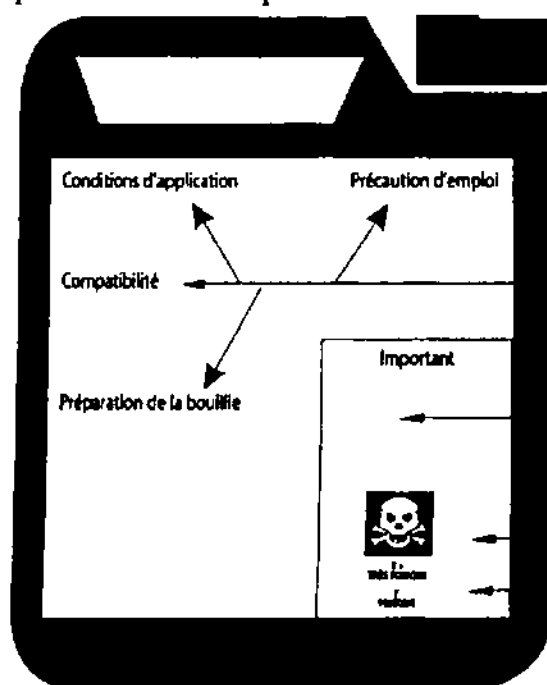 Conditions d'application
Précaution d'emploi
Compatibilité
Important
Préparation de la bouillie